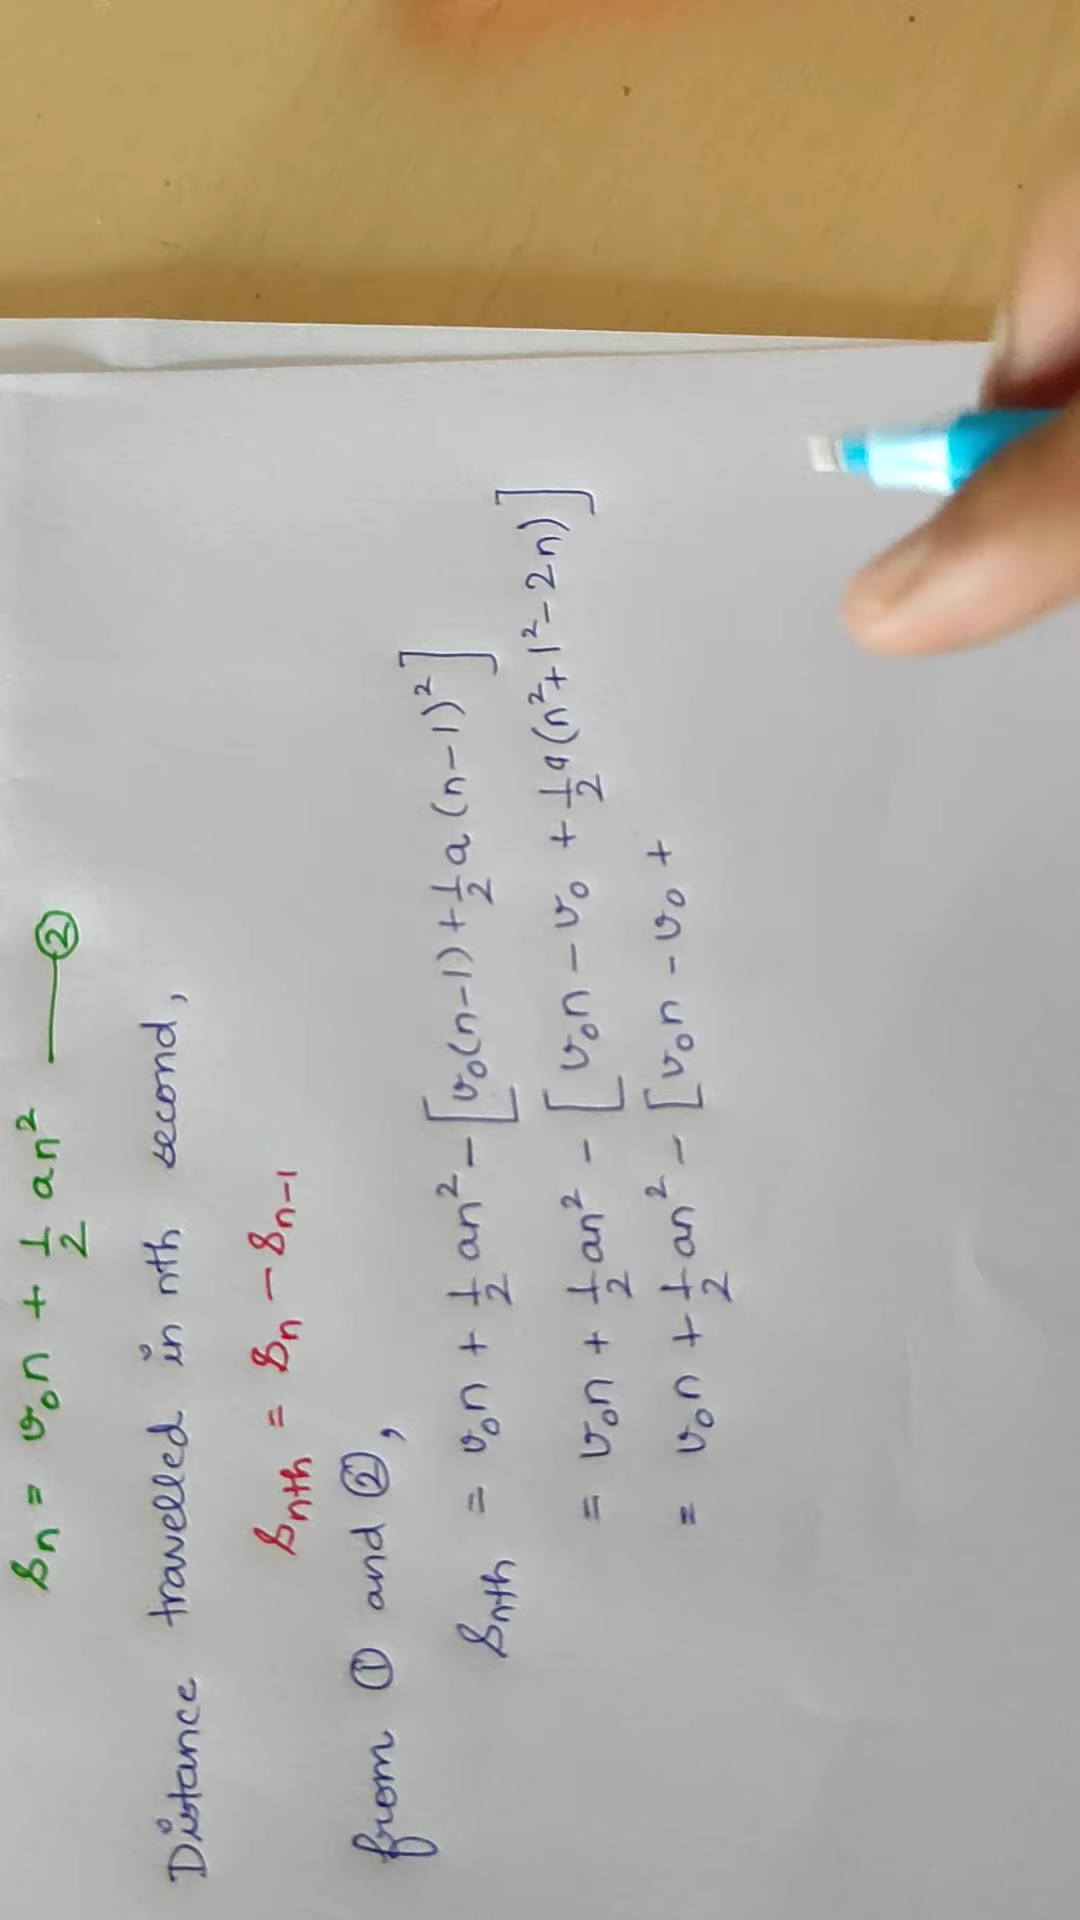 Sn = v₀n + 1/2 an² —— ②
Distance travelled in nth second,
Snth = Sn − Sn−1
from ① and ②,
Snth = v₀n + 1/2 an² − [v₀(n−1) + 1/2 a (n−1)²]
= v₀n + 1/2 an² − [v₀n − v₀ + 1/2 a (n² + 1² − 2n)]
= v₀n + 1/2 an² − [v₀n − v₀ +